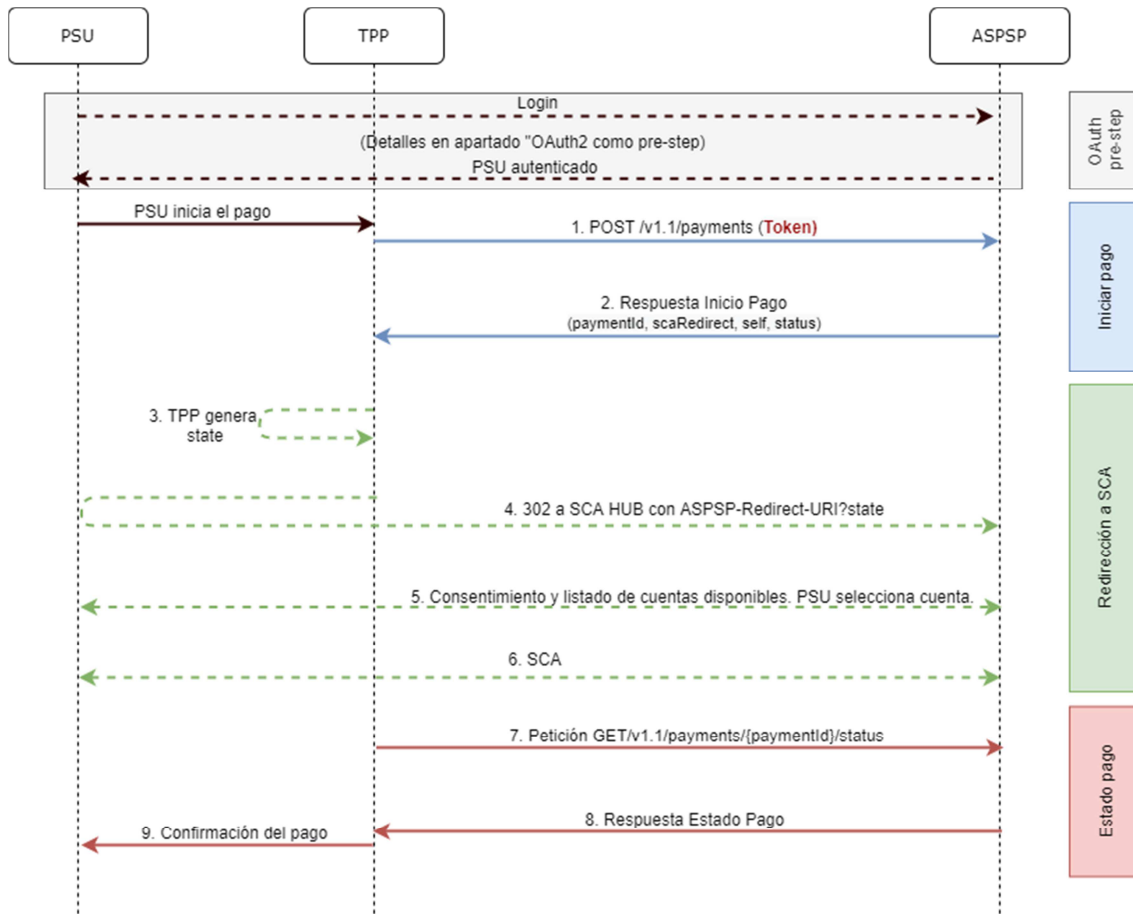 PSU
TPP
ASPSP
Login
(Detalles en apartado "OAuth2 como pre-step)
PSU autenticado
OAuth
pre-step
PSU inicia el pago
1. POST /v1.1/payments (Token)
2. Respuesta Inicio Pago
(paymentId, scaRedirect, self, status)
Iniciar pago
3. TPP genera
state
4. 302 a SCA HUB con ASPSP-Redirect-URI?state
5. Consentimiento y listado de cuentas disponibles. PSU selecciona cuenta.
6. SCA
Redirección a SCA
7. Petición GET/v1.1/payments/{paymentId}/status
8. Respuesta Estado Pago
9. Confirmación del pago
Estado pago